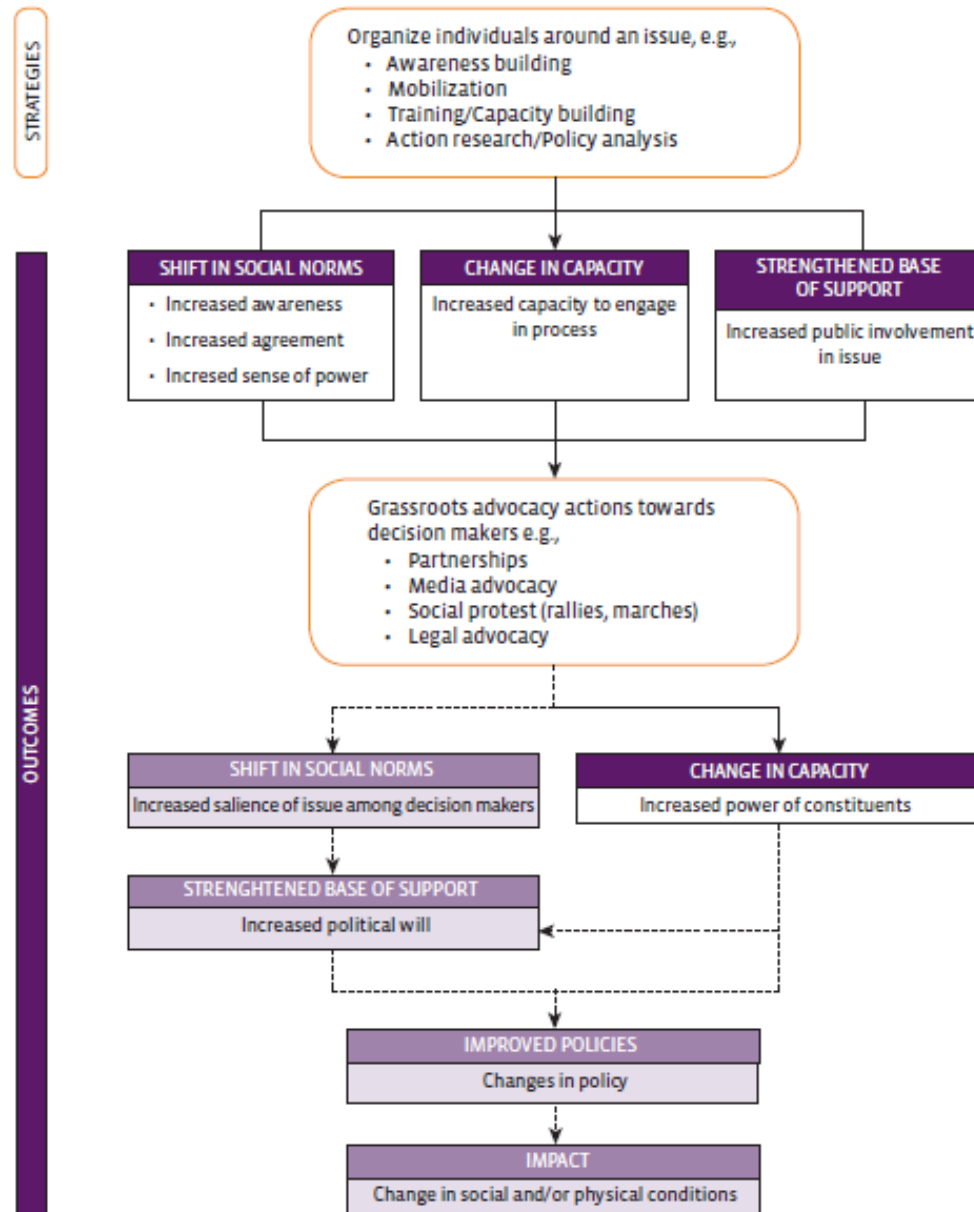 STRATEGIES
Organize individuals around an issue, e.g.,
• Awareness building
• Mobilization
• Training/Capacity building
• Action research/Policy analysis
OUTCOMES
SHIFT IN SOCIAL NORMS
• Increased awareness
• Increased agreement
• Incresed sense of power
CHANGE IN CAPACITY
Increased capacity to engage
in process
STRENGTHENED BASE
OF SUPPORT
Increased public involvement
in issue
Grassroots advocacy actions towards
decision makers e.g.,
• Partnerships
• Media advocacy
• Social protest (rallies, marches)
• Legal advocacy
SHIFT IN SOCIAL NORMS
Increased salience of issue among decision makers
CHANGE IN CAPACITY
Increased power of constituents
STRENGHTENED BASE OF SUPPORT
Increased political will
IMPROVED POLICIES
Changes in policy
IMPACT
Change in social and/or physical conditions